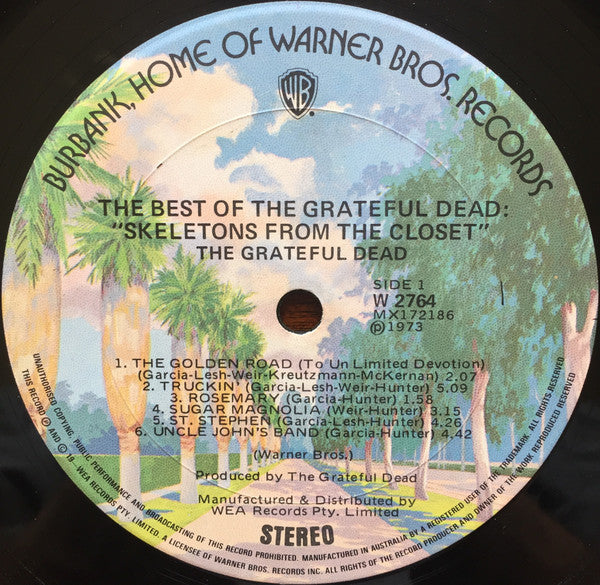 BURBANK, HOME OF WARNER BROS. RECORDS
WB
THE BEST OF THE GRATEFUL DEAD:
"SKELETONS FROM THE CLOSET"
THE GRATEFUL DEAD
SIDE 1
W 2764
MX172186
℗1973
1. THE GOLDEN ROAD (To Un Limited Devotion)
(Garcia-Lesh-Weir-Kreutzmann-McKernan) 2.07
2. TRUCKIN' (Garcia-Lesh-Weir-Hunter) 5.09
3. ROSEMARY (Garcia-Hunter) 1.58
4. SUGAR MAGNOLIA (Weir-Hunter) 3.15
5. ST. STEPHEN (Garcia-Lesh-Hunter) 4.26
6. UNCLE JOHN'S BAND (Garcia-Hunter) 4.42
(Warner Bros.)
Produced by The Grateful Dead
Manufactured & Distributed by
WEA Records Pty. Limited
STEREO
UNAUTHORISED COPYING, PUBLIC PERFORMANCE AND BROADCASTING OF THIS RECORD PROHIBITED. MANUFACTURED IN AUSTRALIA BY A REGISTERED USER OF THE TRADEMARK. ALL RIGHTS RESERVED.
THIS RECORD ℗ AND © '74. WEA RECORDS PTY. LIMITED. A LICENSEE OF WARNER BROS. RECORDS INC. ALL RIGHTS OF THE RECORD PRODUCER AND OWNER OF THE WORK REPRODUCED RESERVED